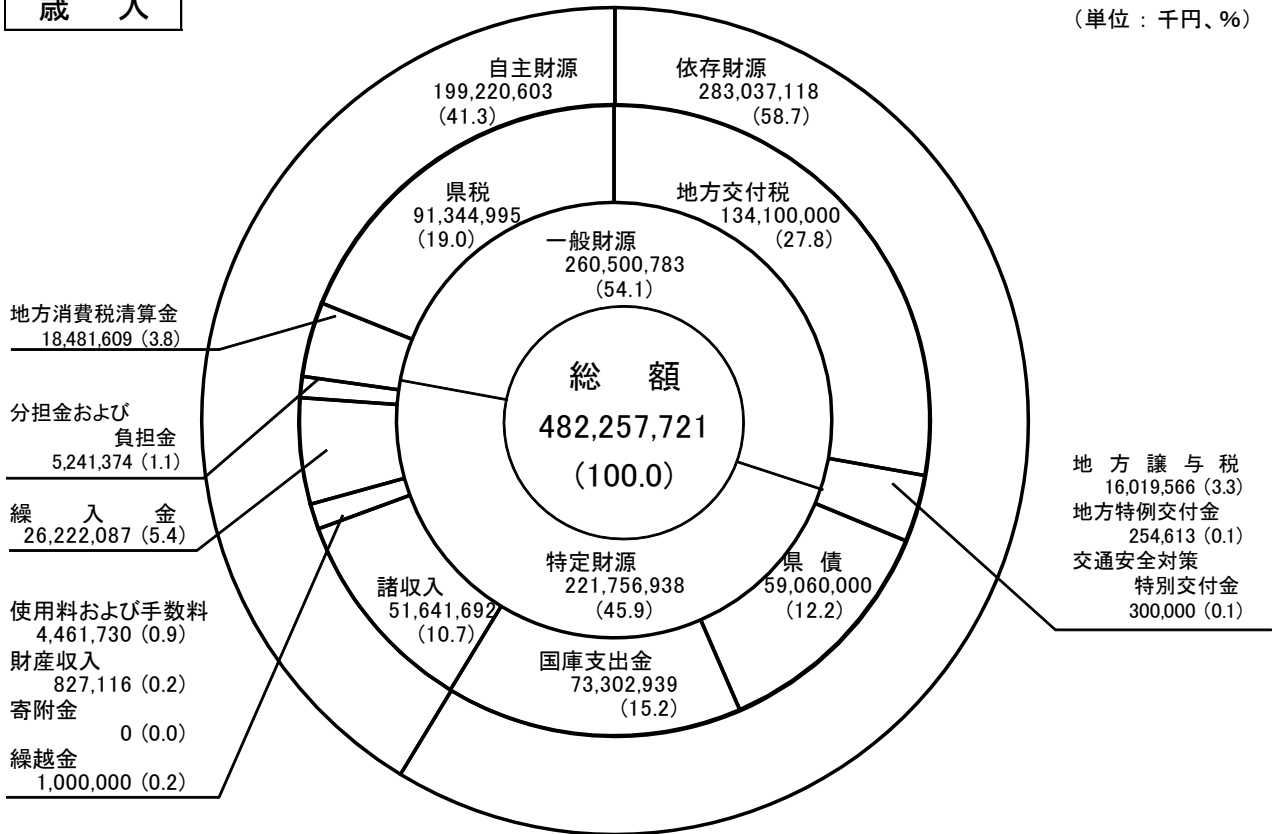 歳　入
（単位：千円、%）
自主財源
199,220,603
(41.3)
依存財源
283,037,118
(58.7)
県税
91,344,995
(19.0)
地方交付税
134,100,000
(27.8)
一般財源
260,500,783
(54.1)
地方消費税清算金
18,481,609 (3.8)
総　額
482,257,721
(100.0)
分担金および
負担金
5,241,374 (1.1)
繰　入　金
26,222,087 (5.4)
地方譲与税
16,019,566 (3.3)
地方特例交付金
254,613 (0.1)
交通安全対策
特別交付金
300,000 (0.1)
特定財源
221,756,938
(45.9)
県　債
59,060,000
(12.2)
諸収入
51,641,692
(10.7)
国庫支出金
73,302,939
(15.2)
使用料および手数料
4,461,730 (0.9)
財産収入
827,116 (0.2)
寄附金
0 (0.0)
繰越金
1,000,000 (0.2)